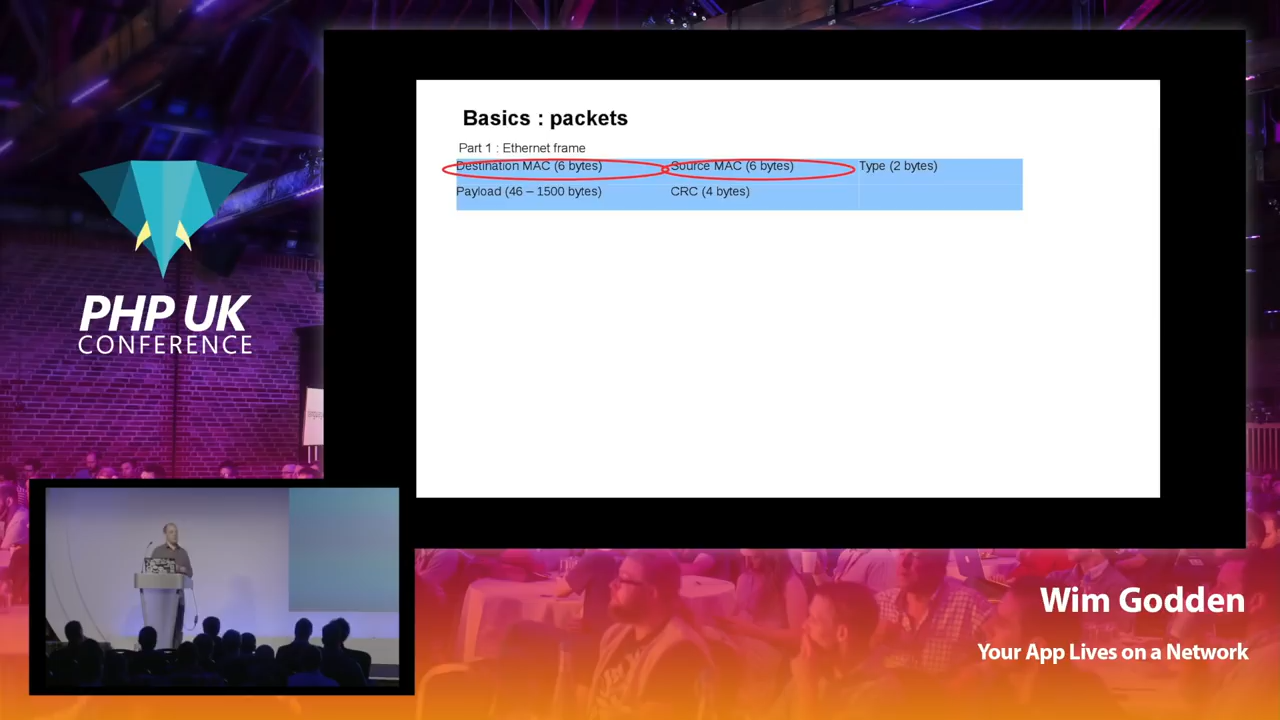 Basics : packets
Part 1 : Ethernet frame
Destination MAC (6 bytes) Source MAC (6 bytes) Type (2 bytes)
Payload (46 – 1500 bytes) CRC (4 bytes)
PHP UK
CONFERENCE
Wim Godden
Your App Lives on a Network